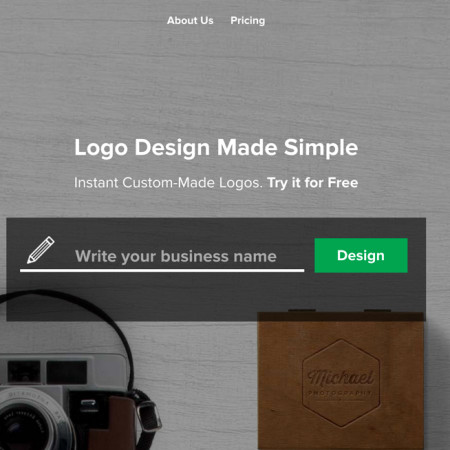 About Us Pricing
Logo Design Made Simple
Instant Custom-Made Logos. Try it for Free
Write your business name
Design
Michael
PHOTOGRAPHY